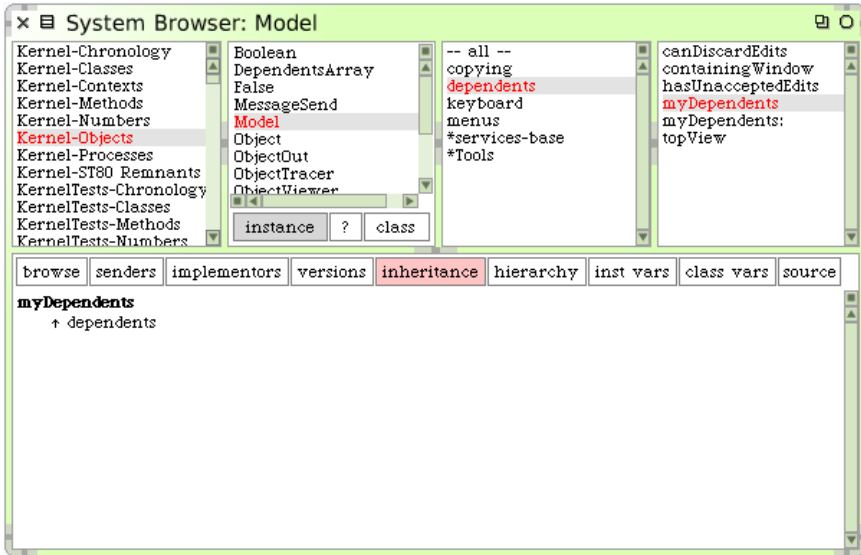 System Browser: Model
Kernel-Chronology
Kernel-Classes
Kernel-Contexts
Kernel-Methods
Kernel-Numbers
Kernel-Objects
Kernel-Processes
Kernel-ST80 Remnants
KernelTests-Chronology
KernelTests-Classes
KernelTests-Methods
KernelTests-Numbers
Boolean
DependentsArray
False
MessageSend
Model
Object
ObjectOut
ObjectTracer
ObjectViewer
instance ? class
-- all --
copying
dependents
keyboard
menus
*services-base
*Tools
canDiscardEdits
containingWindow
hasUnacceptedEdits
myDependents
myDependents:
topView
browse senders implementors versions inheritance hierarchy inst vars class vars source
myDependents
↑ dependents